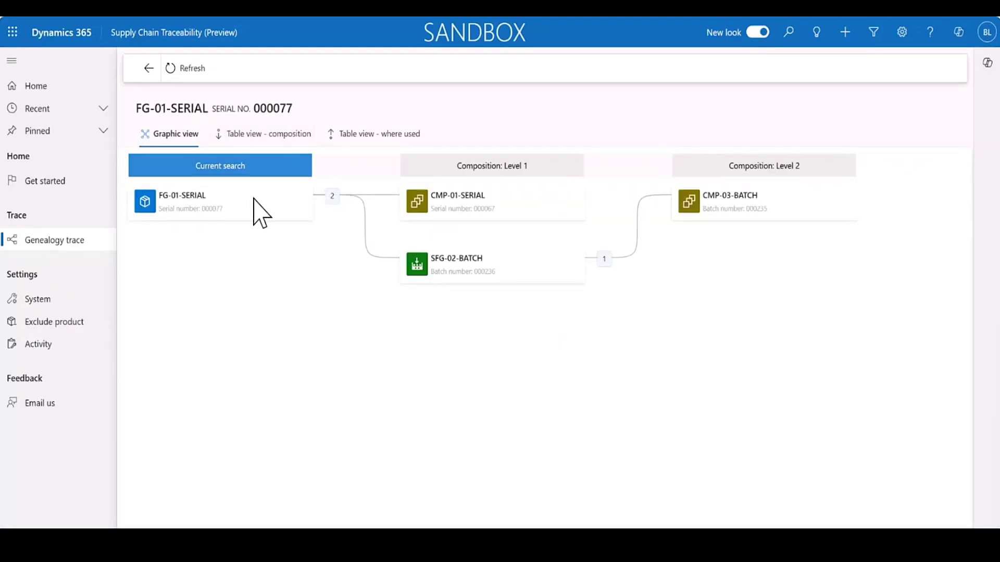 Dynamics 365
Supply Chain Traceability (Preview)
SANDBOX
New look
BL
Refresh
Home
Recent
Pinned
Home
Get started
Trace
Genealogy trace
Settings
System
Exclude product
Activity
Feedback
Email us
FG-01-SERIAL SERIAL NO. 000077
Graphic view
Table view - composition
Table view - where used
Current search
Composition: Level 1
Composition: Level 2
FG-01-SERIAL
Serial number: 000077
2
CMP-01-SERIAL
Serial number: 000067
CMP-03-BATCH
Batch number: 000235
SFG-02-BATCH
Batch number: 000236
1